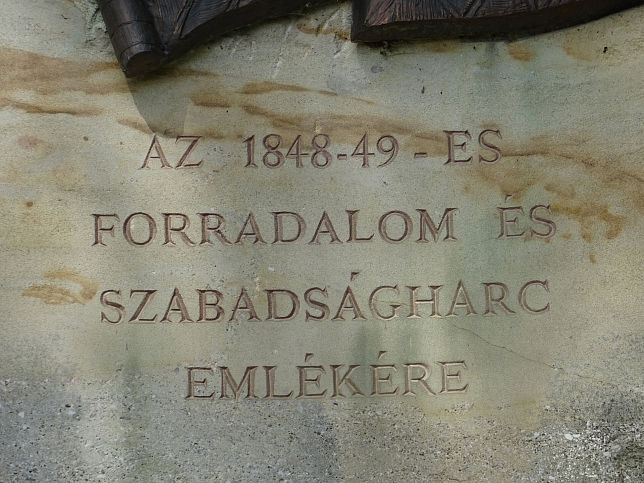 AZ 1848-49-ES
FORRADALOM ÉS
SZABADSÁGHARC
EMLÉKÉRE